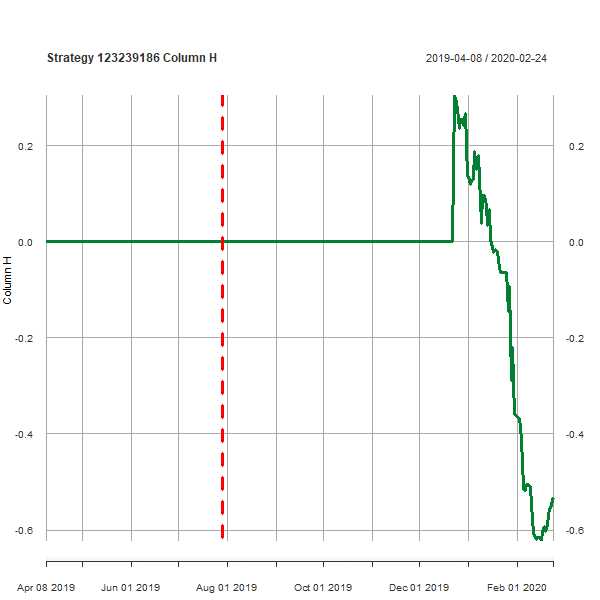 Strategy 123239186 Column H
2019-04-08 / 2020-02-24
0.2 0.2
0.0 0.0
Column H
-0.2 -0.2
-0.4 -0.4
-0.6 -0.6
Apr 08 2019 Jun 01 2019 Aug 01 2019 Oct 01 2019 Dec 01 2019 Feb 01 2020